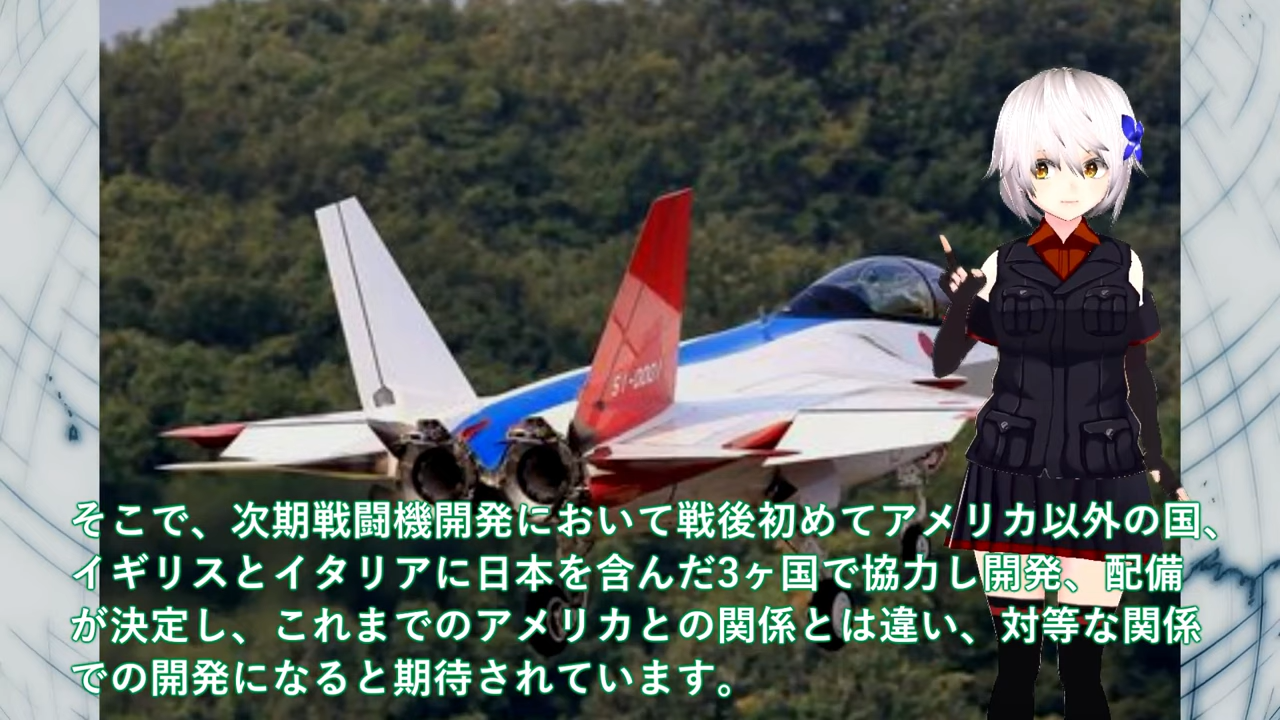 51-0001
そこで、次期戦闘機開発において戦後初めてアメリカ以外の国、
イギリスとイタリアに日本を含んだ3ヶ国で協力し開発、配備
が決定し、これまでのアメリカとの関係とは違い、対等な関係
での開発になると期待されています。